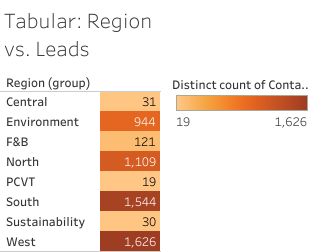 Tabular: Region
vs. Leads
Region (group)
Central 31
Environment 944
F&B 121
North 1,109
PCVT 19
South 1,544
Sustainability 30
West 1,626
Distinct count of Conta..
19 1,626